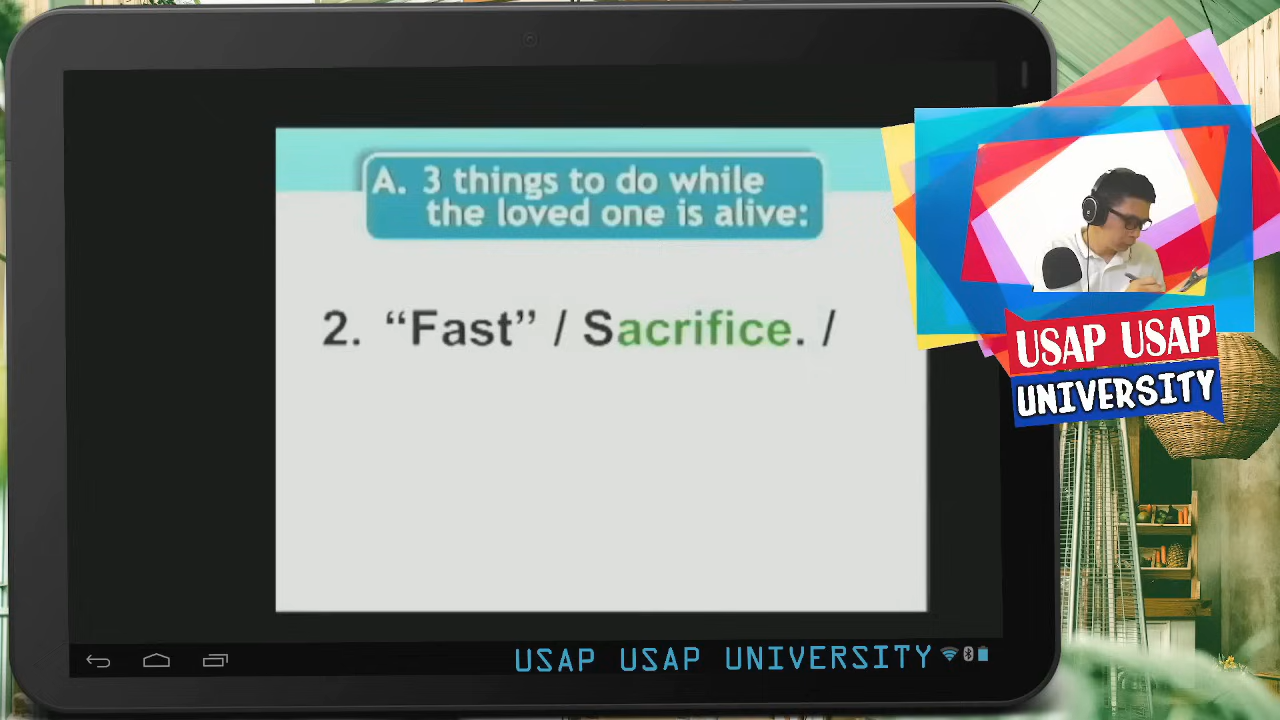 A. 3 things to do while
the loved one is alive:
2. “Fast” / Sacrifice. /
USAP USAP
UNIVERSITY
USAP USAP UNIVERSITY